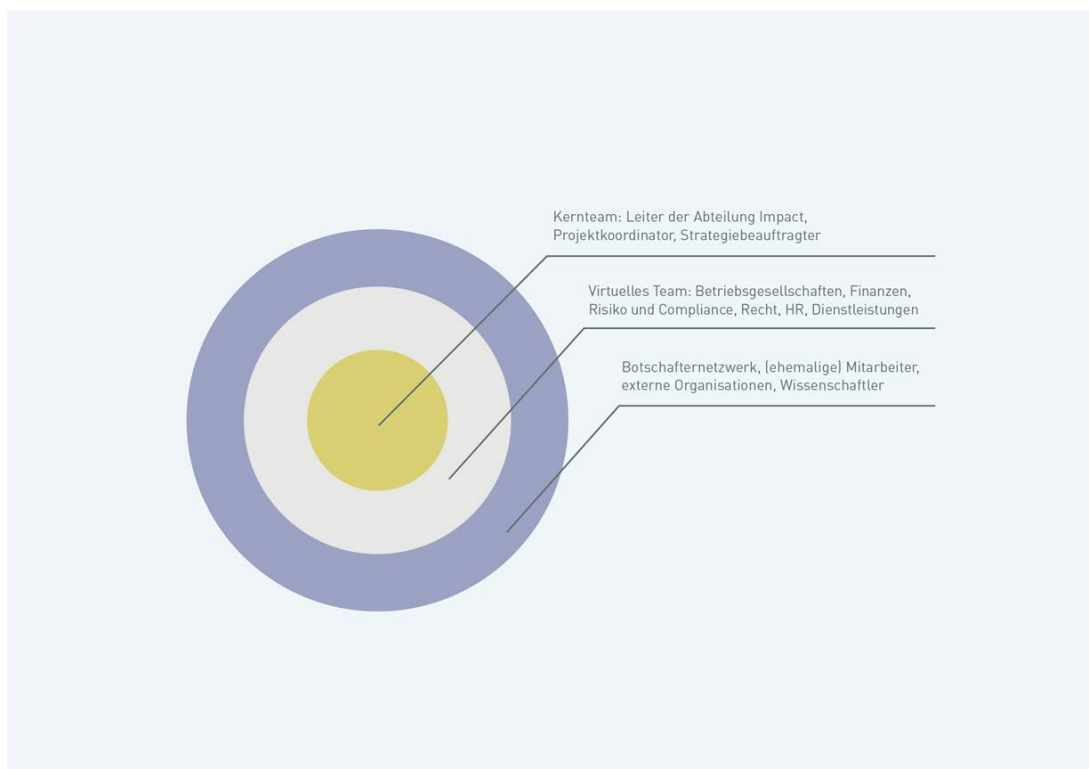 Kernteam: Leiter der Abteilung Impact,
Projektkoordinator, Strategiebeauftragter
Virtuelles Team: Betriebsgesellschaften, Finanzen,
Risiko und Compliance, Recht, HR, Dienstleistungen
Botschafternetzwerk, (ehemalige) Mitarbeiter,
externe Organisationen, Wissenschaftler